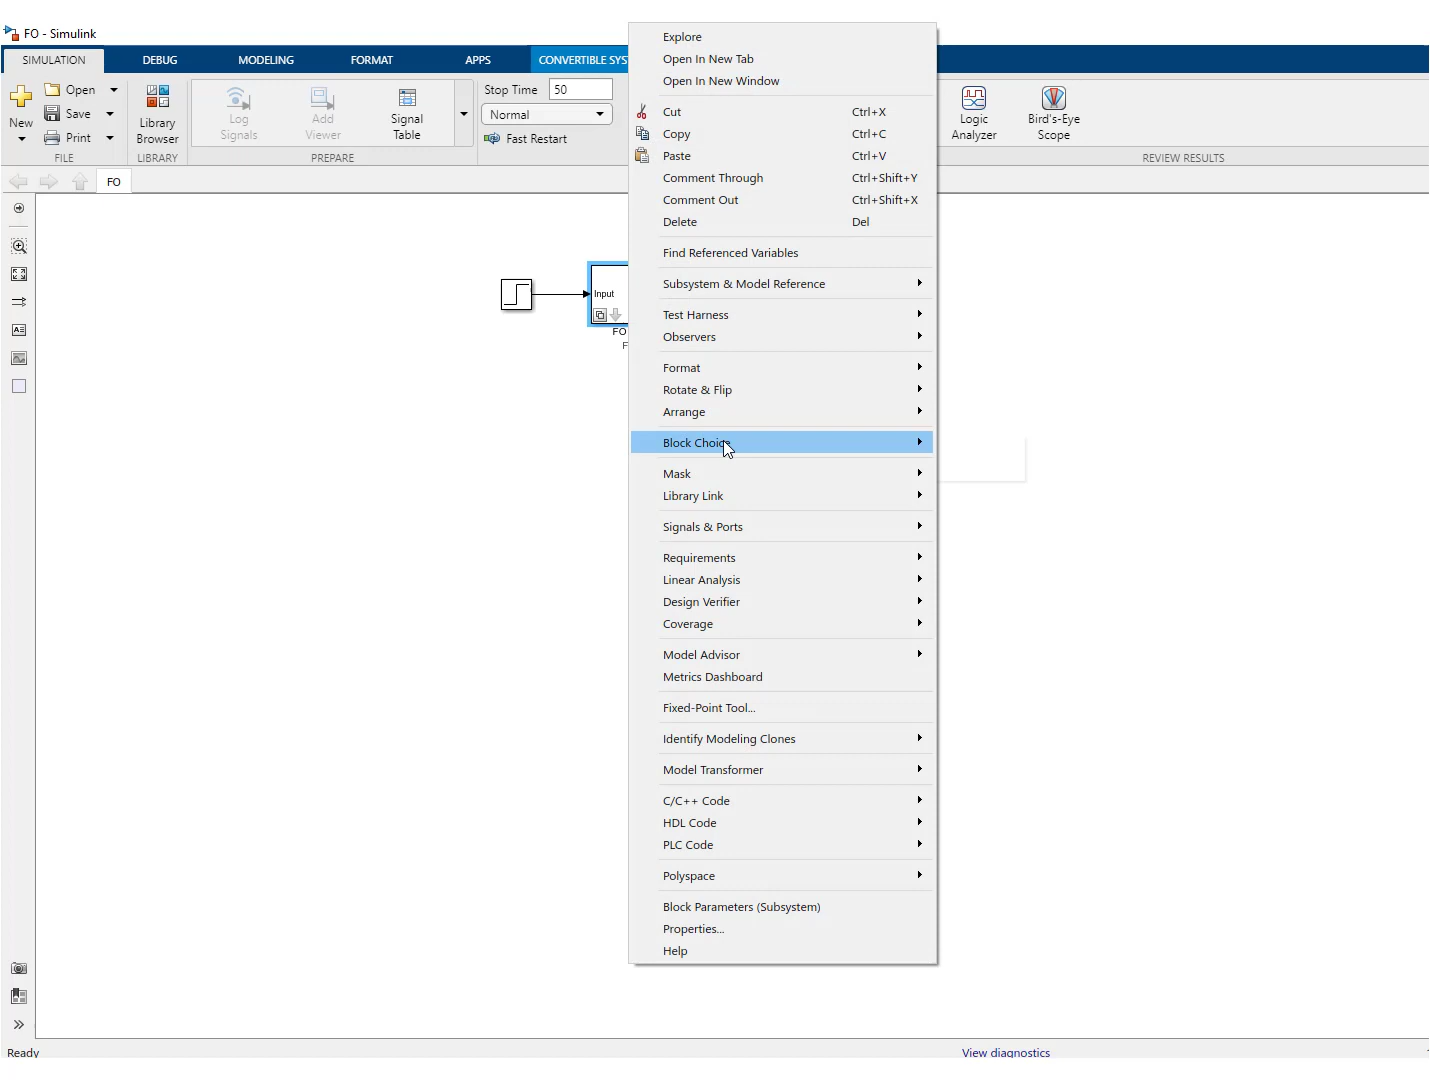 FO - Simulink
SIMULATION DEBUG MODELING FORMAT APPS CONVERTIBLE SYS
New
Open
Save
Print
FILE
Library
Browser
LIBRARY
Log
Signals
Add
Viewer
Signal
Table
PREPARE
Stop Time 50
Normal
Fast Restart
Logic
Analyzer
Bird's-Eye
Scope
REVIEW RESULTS
FO
Input
FO
F
Explore
Open In New Tab
Open In New Window
Cut Ctrl+X
Copy Ctrl+C
Paste Ctrl+V
Comment Through Ctrl+Shift+Y
Comment Out Ctrl+Shift+X
Delete Del
Find Referenced Variables
Subsystem & Model Reference
Test Harness
Observers
Format
Rotate & Flip
Arrange
Block Choice
Mask
Library Link
Signals & Ports
Requirements
Linear Analysis
Design Verifier
Coverage
Model Advisor
Metrics Dashboard
Fixed-Point Tool...
Identify Modeling Clones
Model Transformer
C/C++ Code
HDL Code
PLC Code
Polyspace
Block Parameters (Subsystem)
Properties...
Help
Ready
View diagnostics